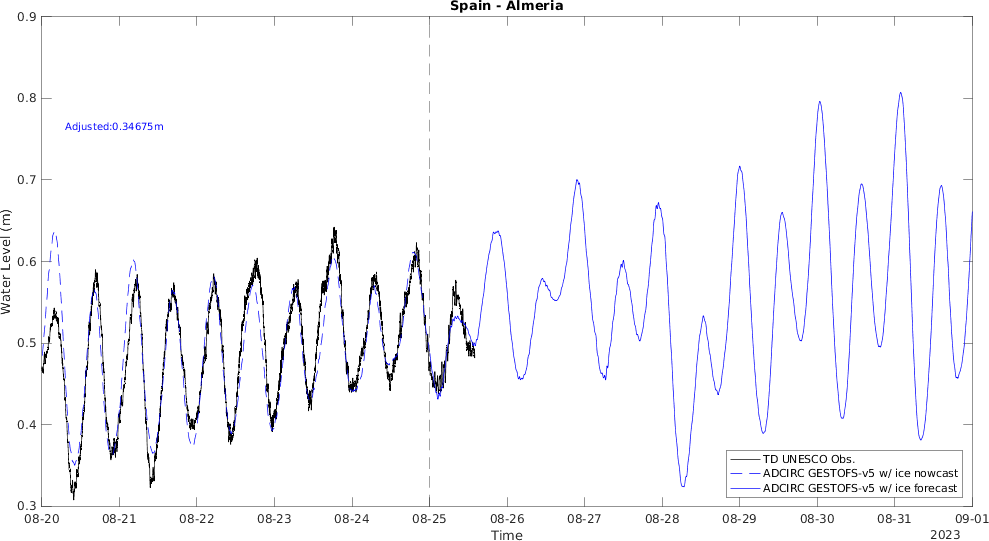 Spain - Almeria
0.9
0.8
0.7
0.6
0.5
0.4
0.3
Water Level (m)
Adjusted:0.34675m
TD UNESCO Obs.
ADCIRC GESTOFS-v5 w/ ice nowcast
ADCIRC GESTOFS-v5 w/ ice forecast
08-20 08-21 08-22 08-23 08-24 08-25 08-26 08-27 08-28 08-29 08-30 08-31 09-01
Time
2023